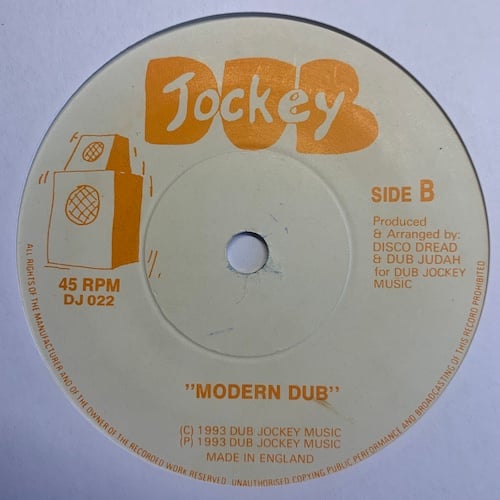 DUB
Jockey
SIDE B
Produced
& Arranged by:
DISCO DREAD
& DUB JUDAH
for DUB JOCKEY
MUSIC
45 RPM
DJ 022
"MODERN DUB"
(C) 1993 DUB JOCKEY MUSIC
(P) 1993 DUB JOCKEY MUSIC
MADE IN ENGLAND
ALL RIGHTS OF THE MANUFACTURER AND OF THE OWNER OF THE RECORDED WORK RESERVED. UNAUTHORISED COPYING PUBLIC PERFORMANCE AND BROADCASTING OF THIS RECORD PROHIBITED